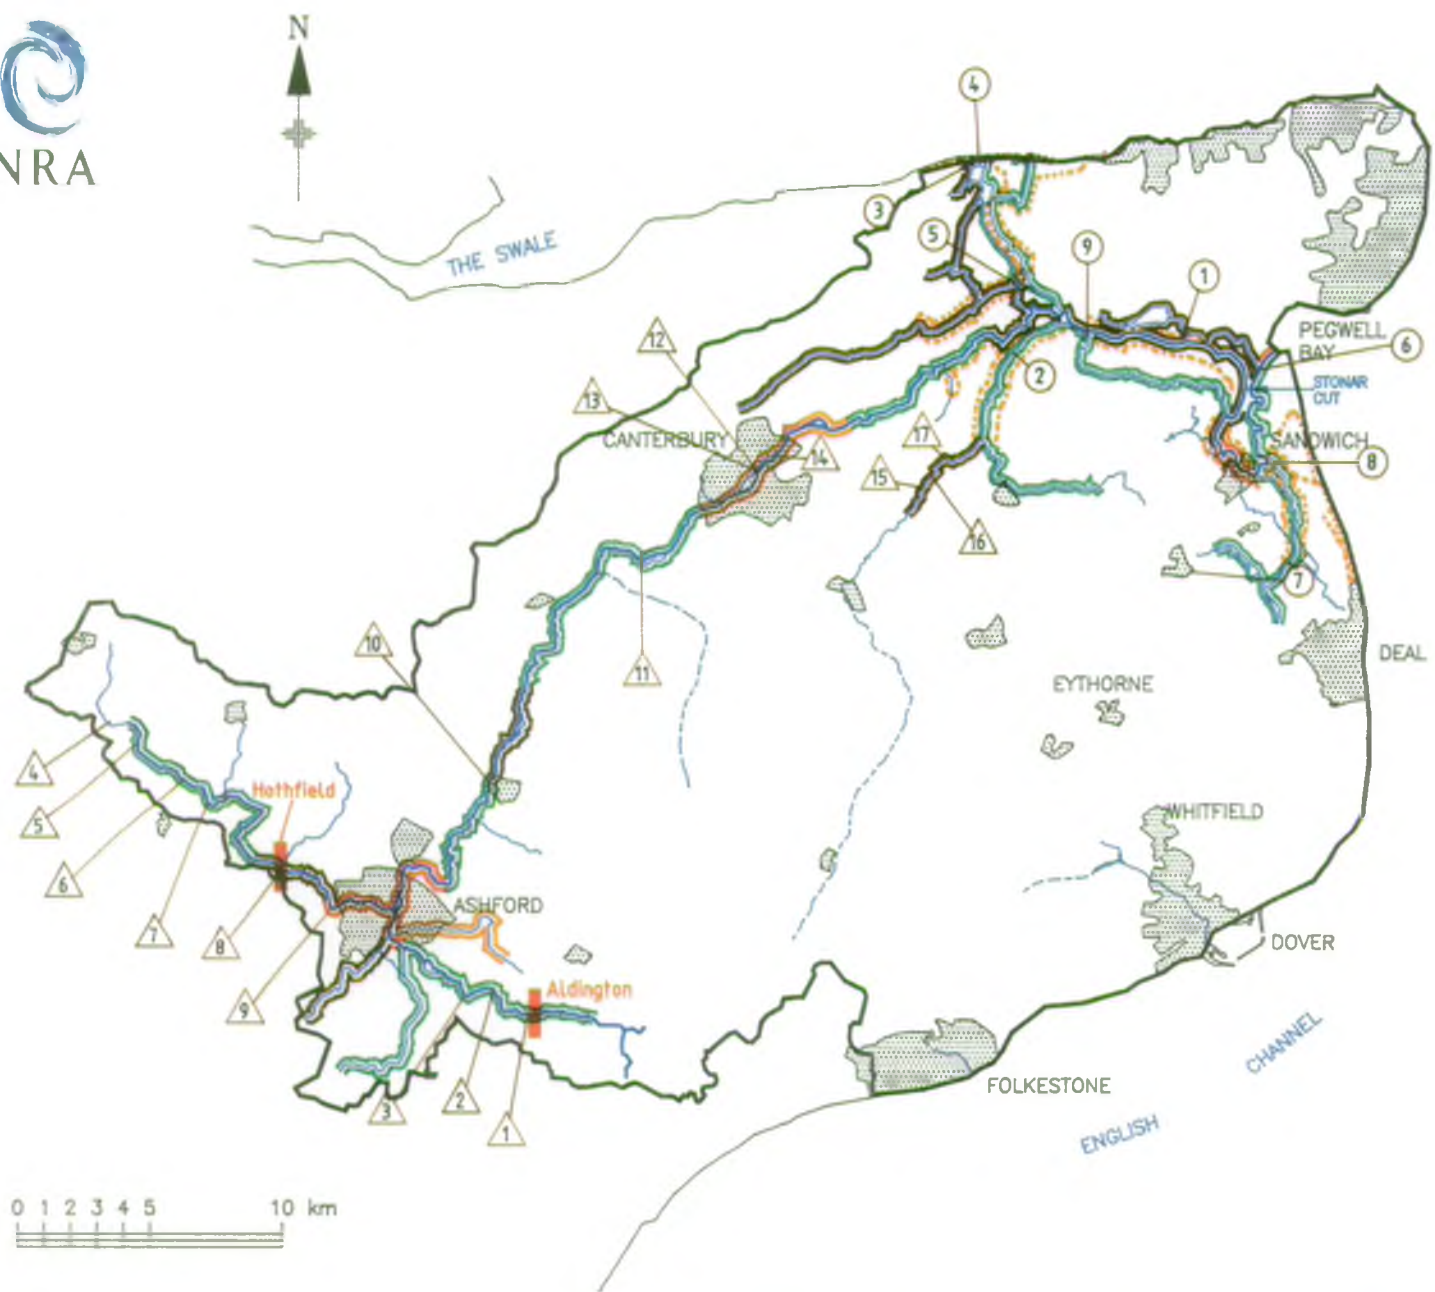 N
NRA
4
3
THE SWALE
5
9
1
12
PEGWELL
BAY
6
13
2
STONAR
CUT
CANTERBURY
17
14
SANDWICH
8
15
16
7
10
11
DEAL
EYTHORNE
4
Hothfield
5
WHITFIELD
6
ASHFORD
7
8
DOVER
9
Aldington
CHANNEL
FOLKESTONE
3
2
1
ENGLISH
0 1 2 3 4 5 10 km